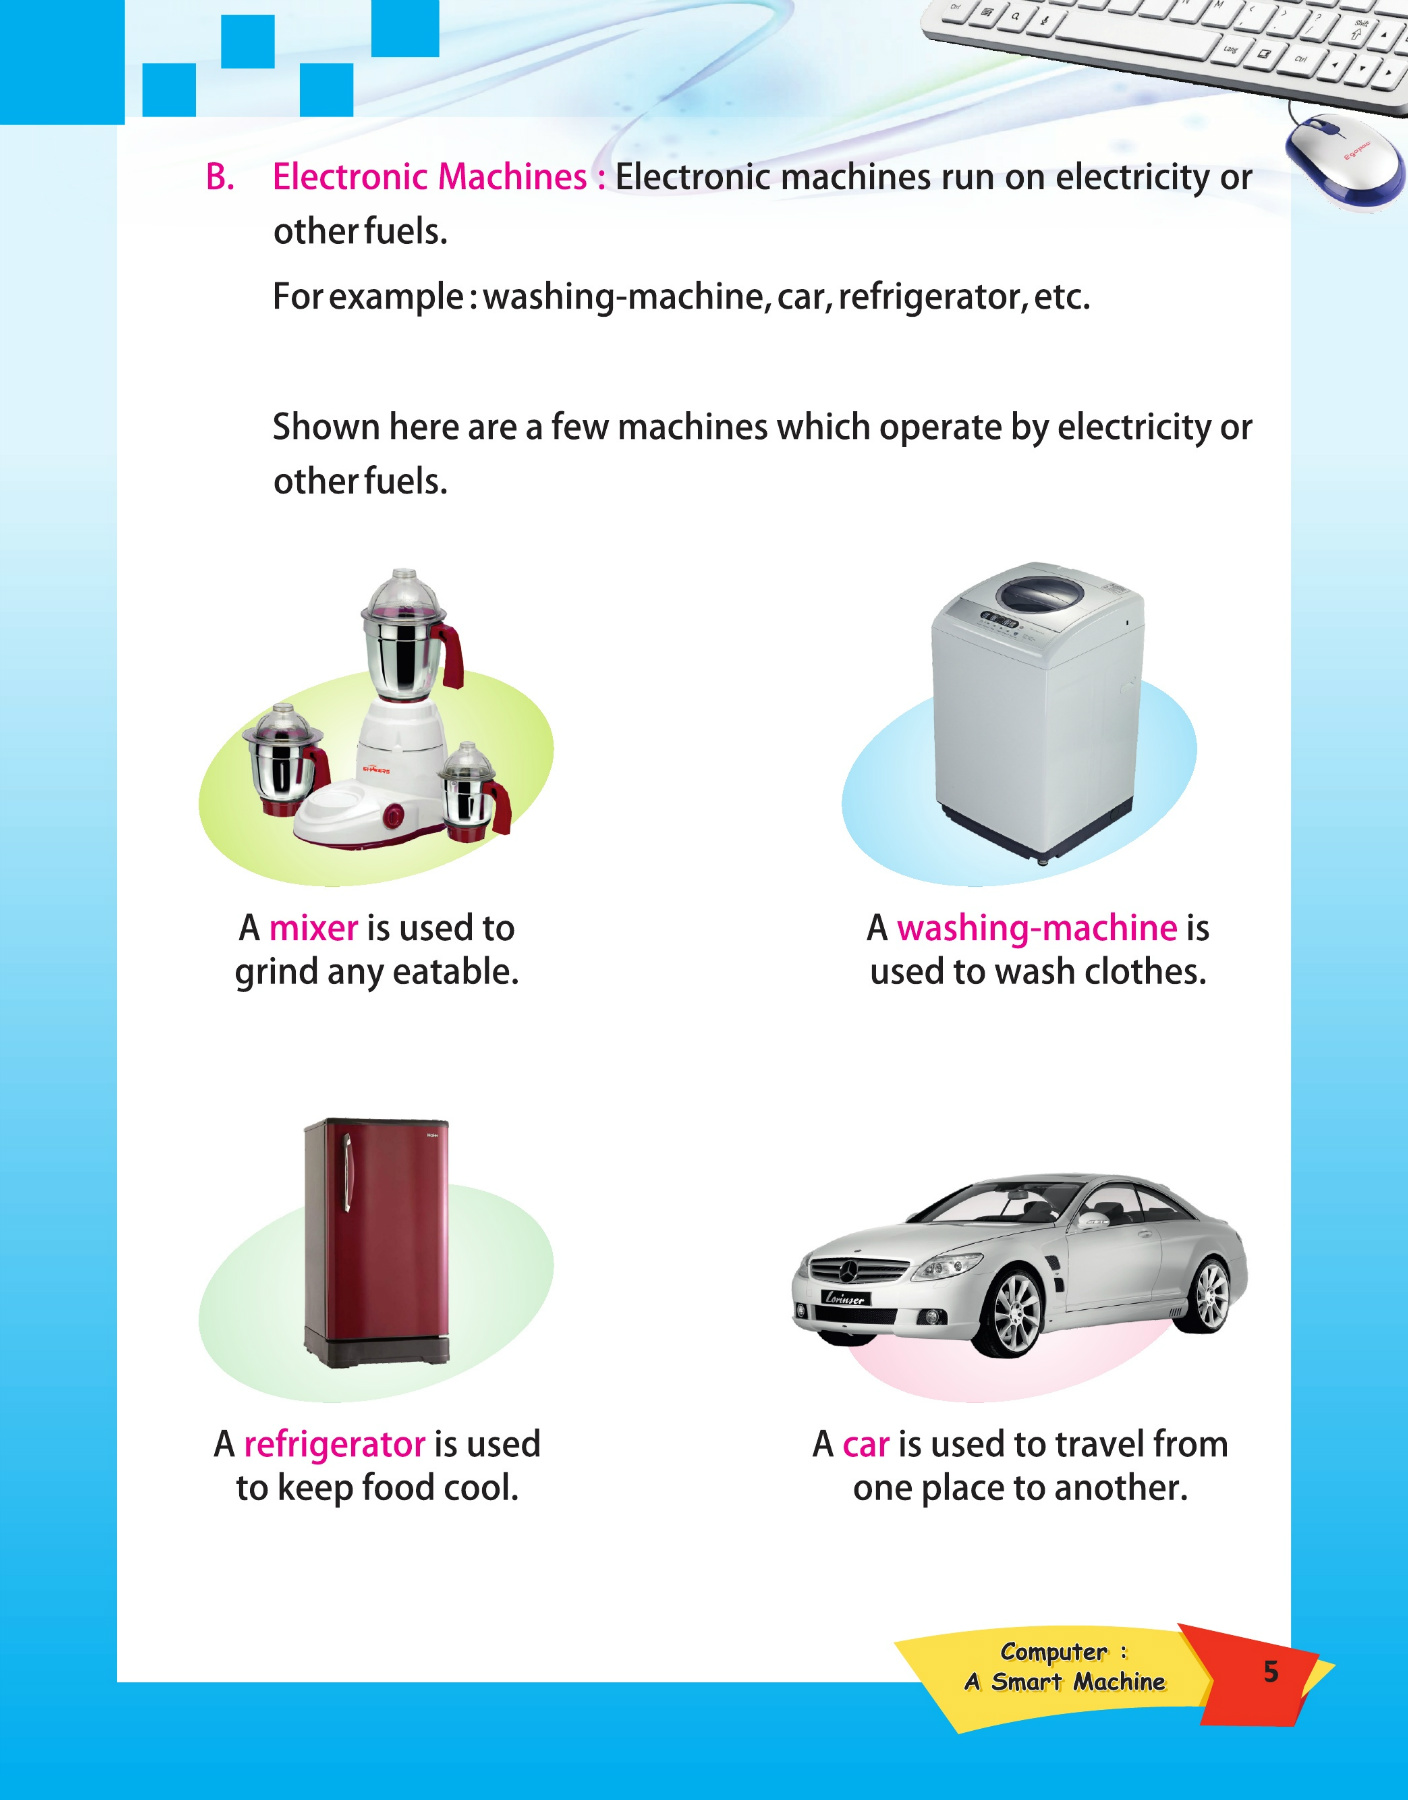 B. Electronic Machines : Electronic machines run on electricity or
other fuels.
For example : washing-machine, car, refrigerator, etc.
Shown here are a few machines which operate by electricity or
other fuels.
A mixer is used to
grind any eatable.
A washing-machine is
used to wash clothes.
Lorinser
A refrigerator is used
to keep food cool.
A car is used to travel from
one place to another.
Computer :
A Smart Machine
5